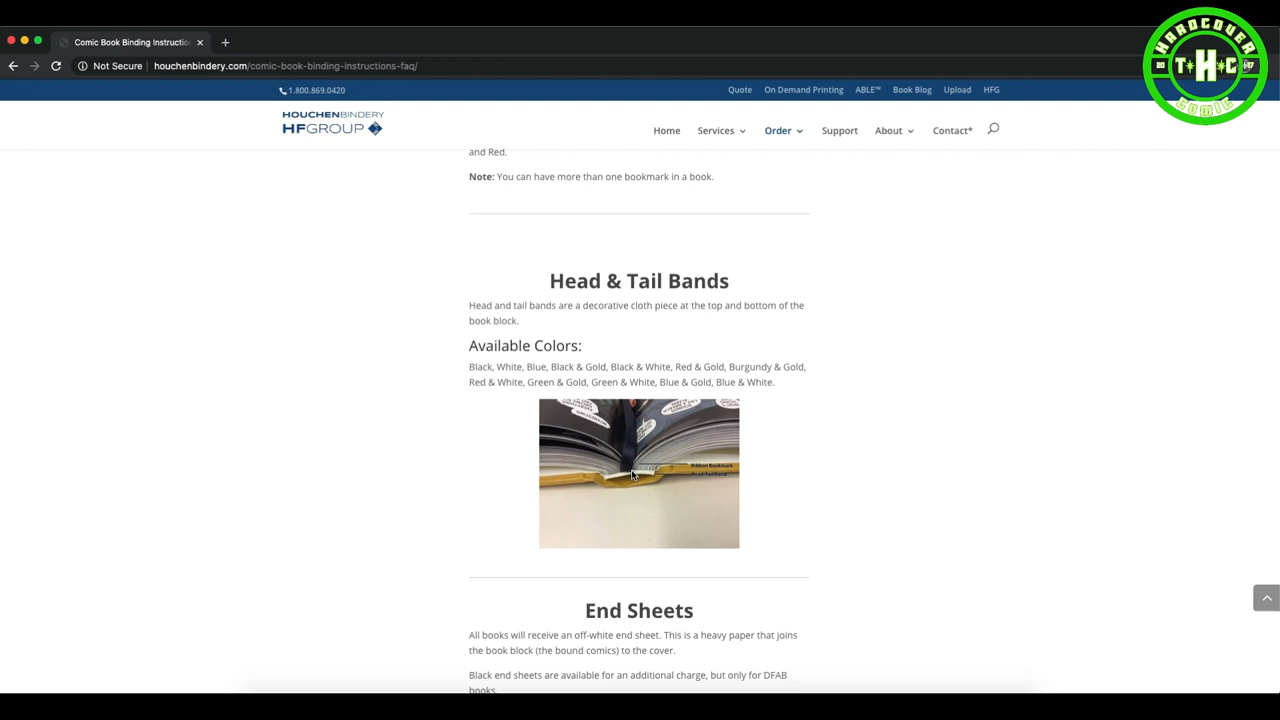 Comic Book Binding Instructio
Not Secure houchenbindery.com/comic-book-binding-instructions-faq/
HARDCOVER
T*H*C
COMIC
1.800.869.0420
Quote On Demand Printing ABLE™ Book Blog Upload HFG
HOUCHENBINDERY
HFGROUP
Home Services Order Support About Contact*
and Red.
Note: You can have more than one bookmark in a book.
Head & Tail Bands
Head and tail bands are a decorative cloth piece at the top and bottom of the
book block.
Available Colors:
Black, White, Blue, Black & Gold, Black & White, Red & Gold, Burgundy & Gold,
Red & White, Green & Gold, Green & White, Blue & Gold, Blue & White.
Ribbon Bookmark
Head-Tail Band
End Sheets
All books will receive an off-white end sheet. This is a heavy paper that joins
the book block (the bound comics) to the cover.
Black end sheets are available for an additional charge, but only for DFAB
books.